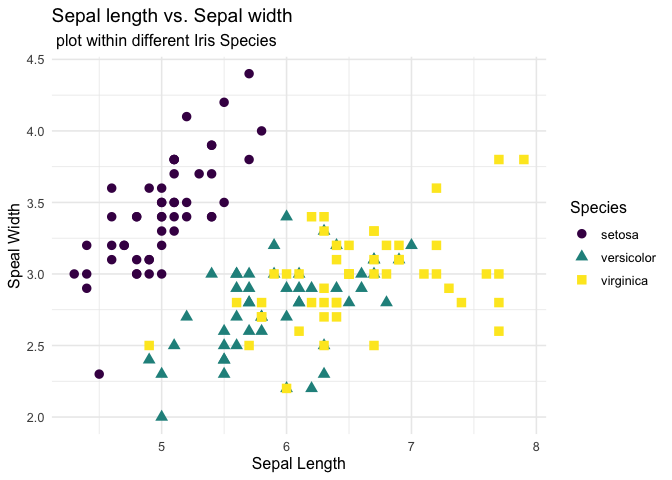 Sepal length vs. Sepal width
plot within different Iris Species
4.5
4.0
3.5
3.0
2.5
2.0
Speal Width
5 6 7 8
Sepal Length
Species
setosa
versicolor
virginica